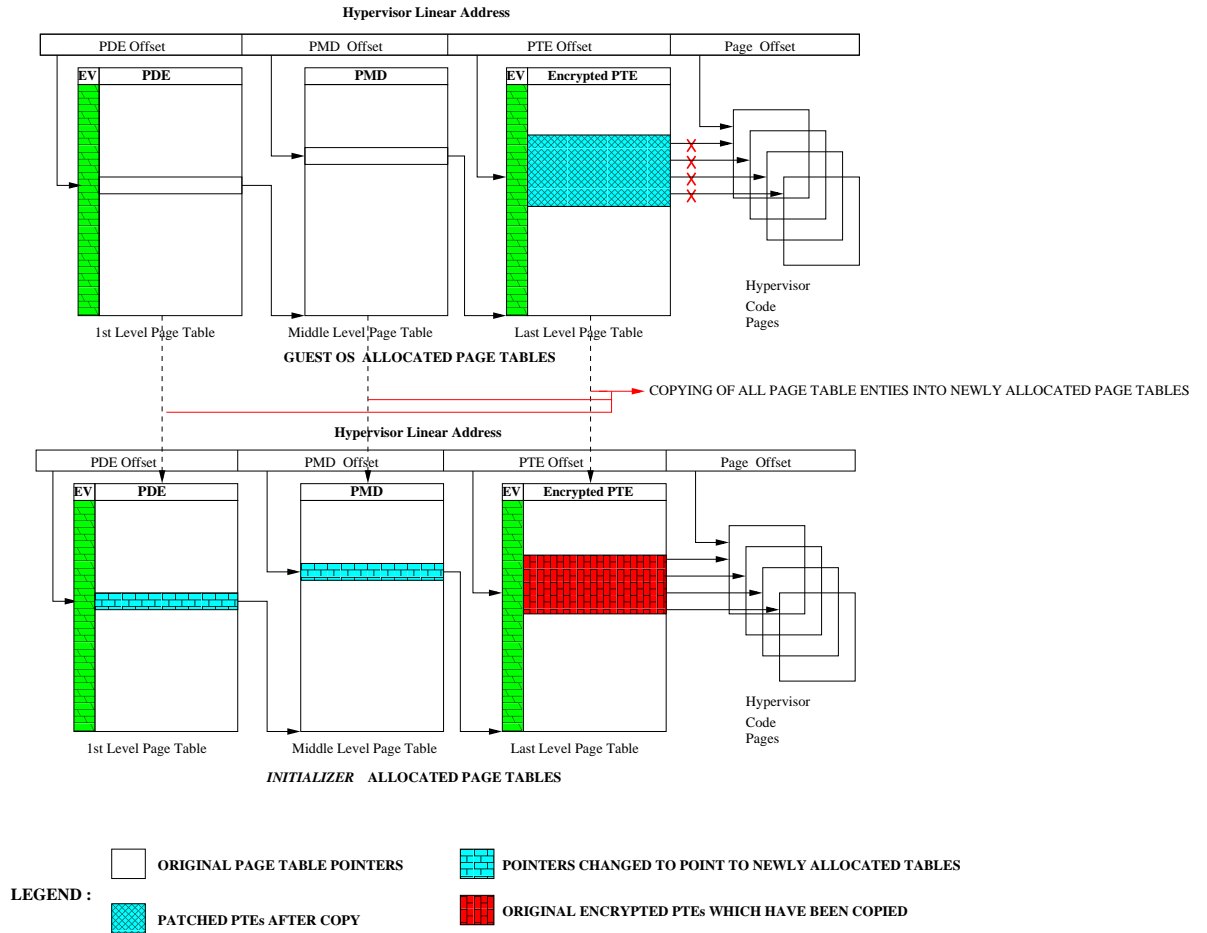 Hypervisor Linear Address
PDE Offset PMD Offset PTE Offset Page Offset
EV PDE PMD EV Encrypted PTE
X
X
X
X
Hypervisor
Code
Pages
1st Level Page Table Middle Level Page Table Last Level Page Table
GUEST OS ALLOCATED PAGE TABLES
COPYING OF ALL PAGE TABLE ENTIES INTO NEWLY ALLOCATED PAGE TABLES
Hypervisor Linear Address
PDE Offset PMD Offset PTE Offset Page Offset
EV PDE PMD EV Encrypted PTE
Hypervisor
Code
Pages
1st Level Page Table Middle Level Page Table Last Level Page Table
INITIALIZER ALLOCATED PAGE TABLES
LEGEND :
ORIGINAL PAGE TABLE POINTERS
POINTERS CHANGED TO POINT TO NEWLY ALLOCATED TABLES
PATCHED PTEs AFTER COPY
ORIGINAL ENCRYPTED PTEs WHICH HAVE BEEN COPIED